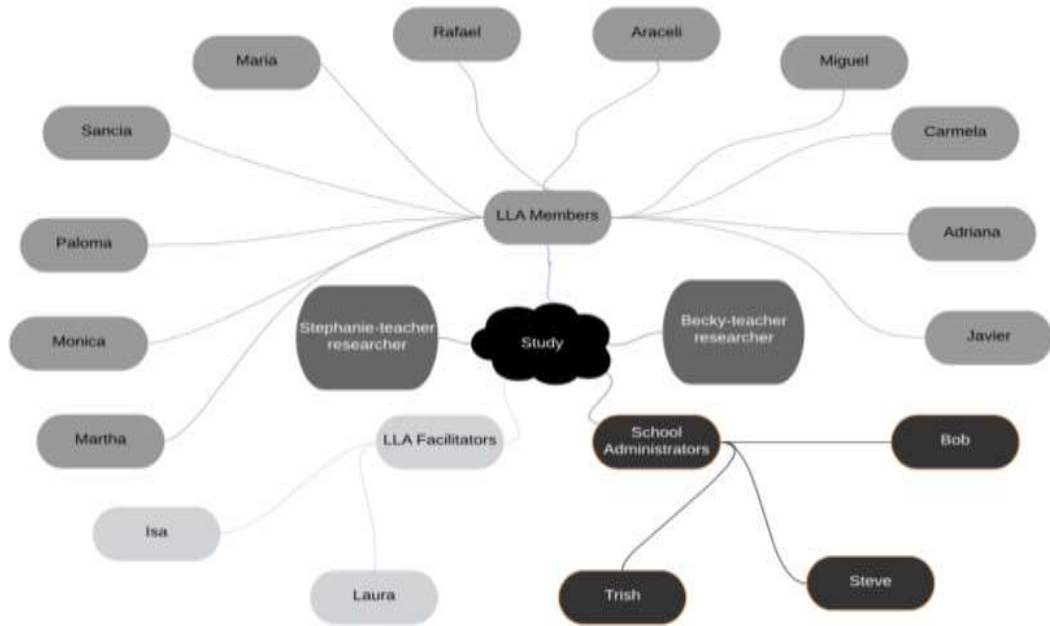 Rafael
Araceli
Maria
Miguel
Sancia
Carmela
LLA Members
Paloma
Adriana
Stephanie-teacher
researcher
Becky-teacher
researcher
Monica
Study
Javier
Martha
LLA Facilitators
School
Administrators
Bob
Isa
Laura
Trish
Steve